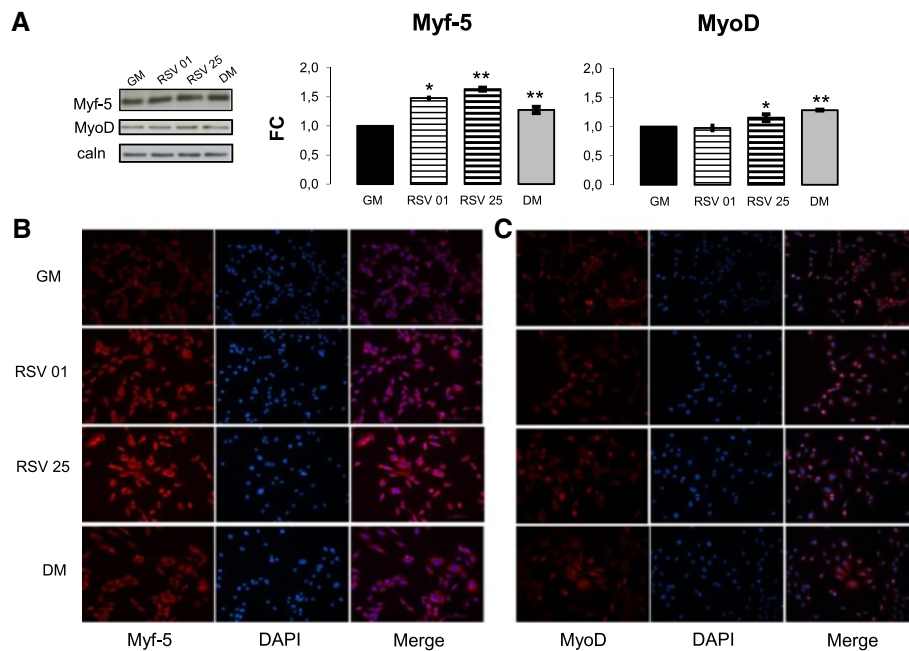 A
GM RSV 01 RSV 25 DM
Myf-5
MyoD
caln
Myf-5
FC
2,0
1,5
1,0
0,5
0,0
* ** **
GM RSV 01 RSV 25 DM
MyoD
2,0
1,5
1,0
0,5
0,0
* **
GM RSV 01 RSV 25 DM
B
C
GM
RSV 01
RSV 25
DM
Myf-5 DAPI Merge
MyoD DAPI Merge